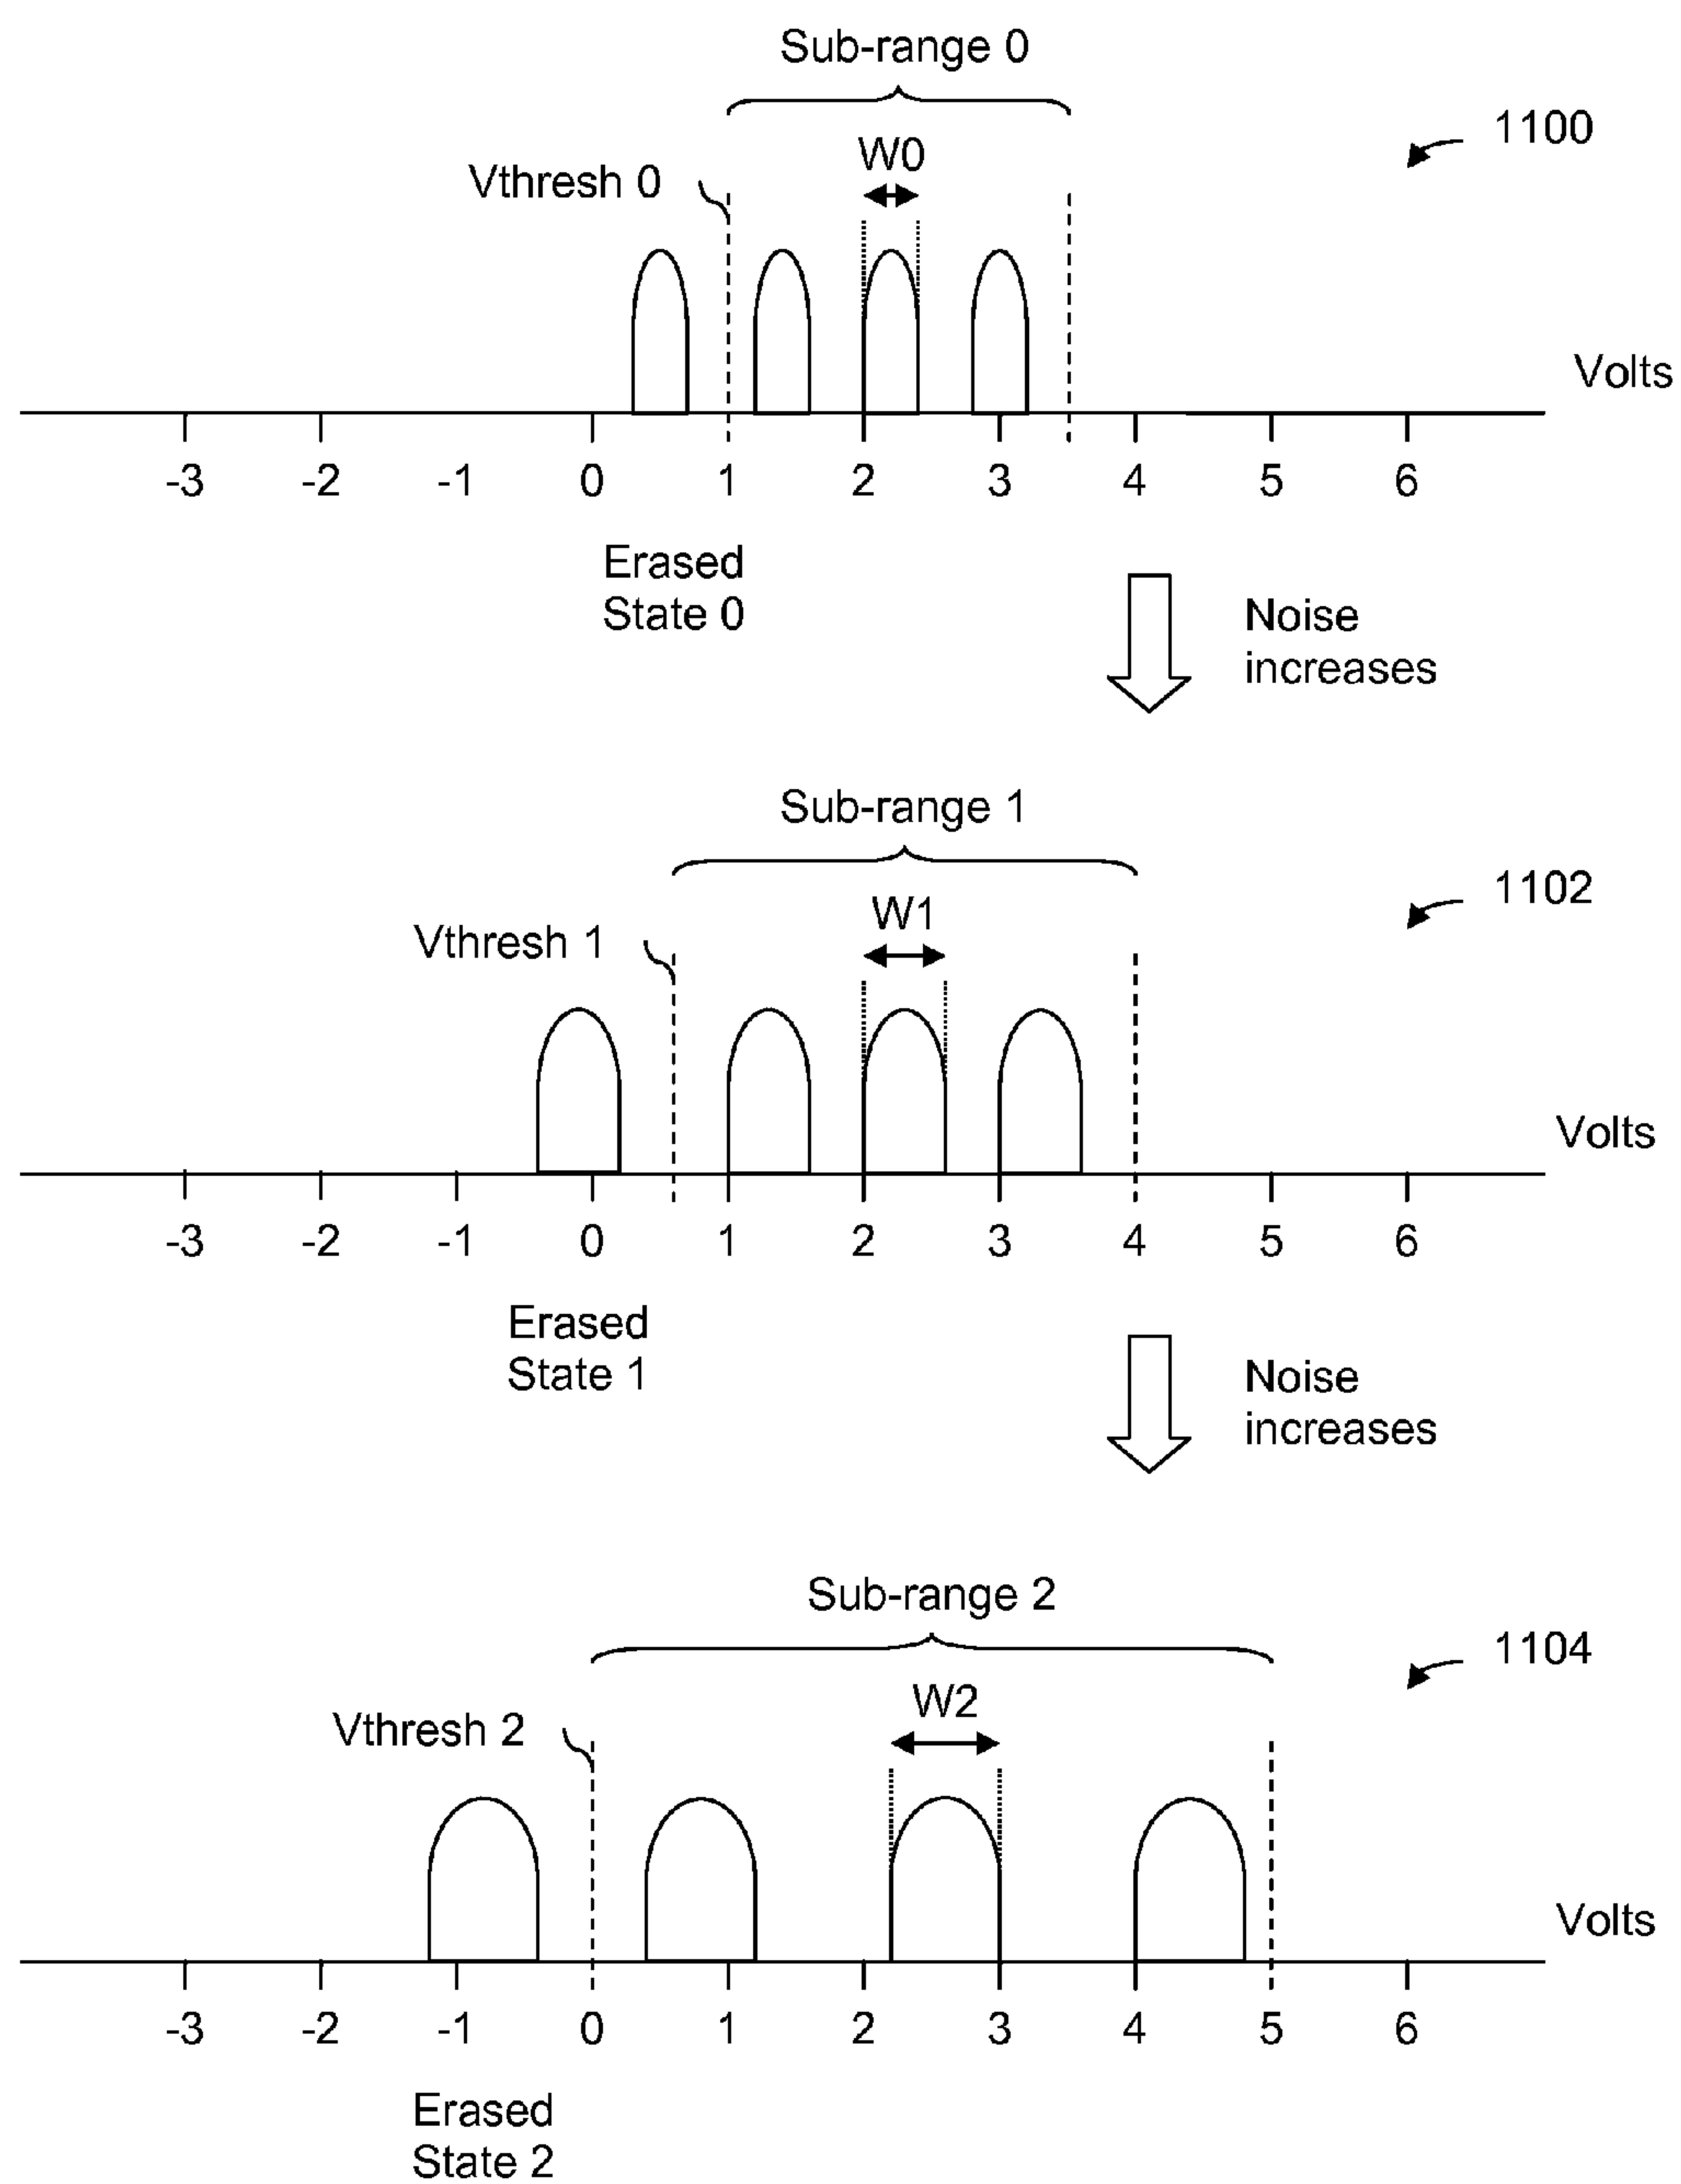 Sub-range 0
1100
W0
Vthresh 0
Volts
-3 -2 -1 0 1 2 3 4 5 6
Erased
State 0
Noise
increases
Sub-range 1
1102
W1
Vthresh 1
Volts
-3 -2 -1 0 1 2 3 4 5 6
Erased
State 1
Noise
increases
Sub-range 2
1104
W2
Vthresh 2
Volts
-3 -2 -1 0 1 2 3 4 5 6
Erased
State 2